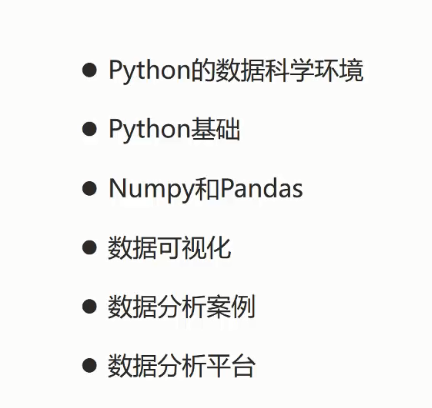 ● Python的数据科学环境
● Python基础
● Numpy和Pandas
● 数据可视化
● 数据分析案例
● 数据分析平台